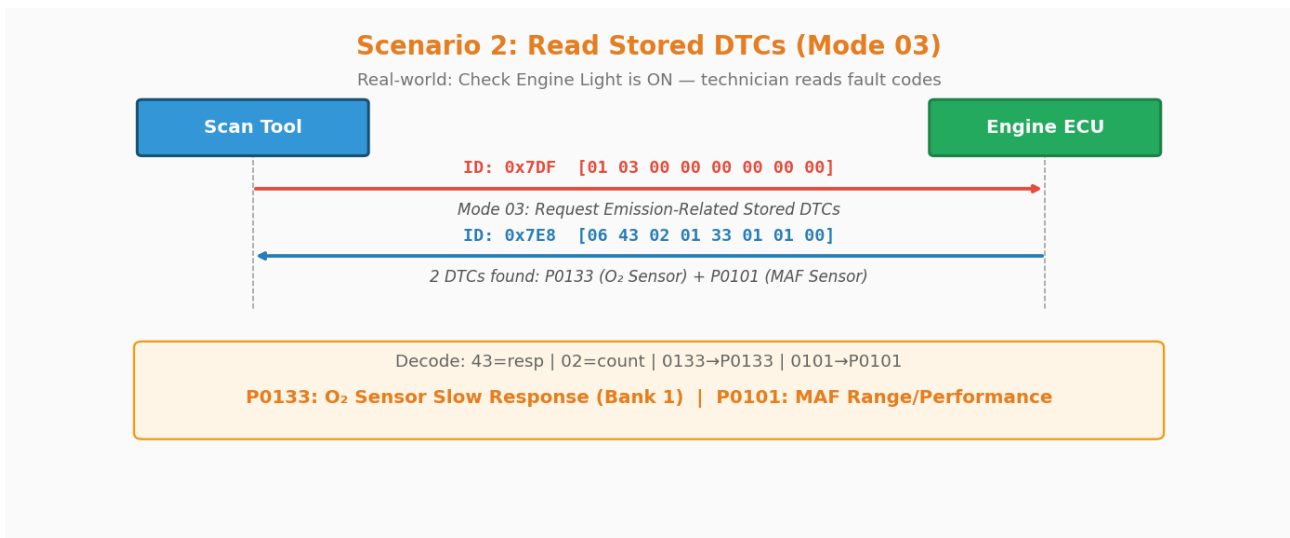 Scenario 2: Read Stored DTCs (Mode 03)
Real-world: Check Engine Light is ON — technician reads fault codes
Scan Tool
Engine ECU
ID: 0x7DF  [01 03 00 00 00 00 00 00]
Mode 03: Request Emission-Related Stored DTCs
ID: 0x7E8  [06 43 02 01 33 01 01 00]
2 DTCs found: P0133 (O₂ Sensor) + P0101 (MAF Sensor)
Decode: 43=resp | 02=count | 0133→P0133 | 0101→P0101
P0133: O₂ Sensor Slow Response (Bank 1)  |  P0101: MAF Range/Performance